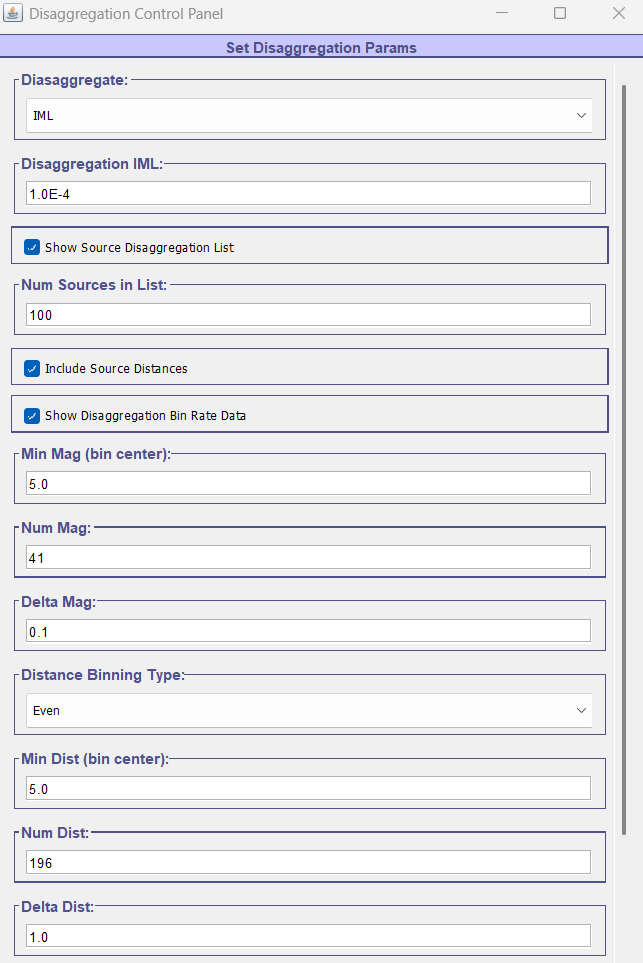 Disaggregation Control Panel
Set Disaggregation Params
Diasaggregate:
IML
Disaggregation IML:
1.0E-4
Show Source Disaggregation List
Num Sources in List:
100
Include Source Distances
Show Disaggregation Bin Rate Data
Min Mag (bin center):
5.0
Num Mag:
41
Delta Mag:
0.1
Distance Binning Type:
Even
Min Dist (bin center):
5.0
Num Dist:
196
Delta Dist:
1.0